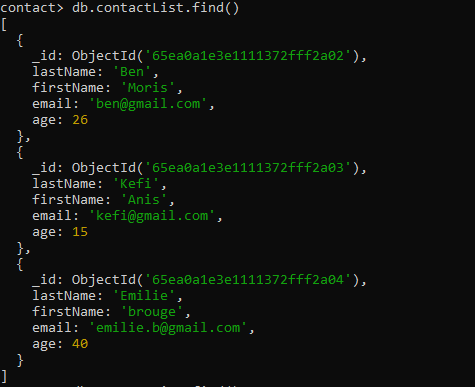 contact> db.contactList.find()
[
  {
    _id: ObjectId('65ea0a1e3e1111372fff2a02'),
    lastName: 'Ben',
    firstName: 'Moris',
    email: 'ben@gmail.com',
    age: 26
  },
  {
    _id: ObjectId('65ea0a1e3e1111372fff2a03'),
    lastName: 'Kefi',
    firstName: 'Anis',
    email: 'kefi@gmail.com',
    age: 15
  },
  {
    _id: ObjectId('65ea0a1e3e1111372fff2a04'),
    lastName: 'Emilie',
    firstName: 'brouge',
    email: 'emilie.b@gmail.com',
    age: 40
  }
]